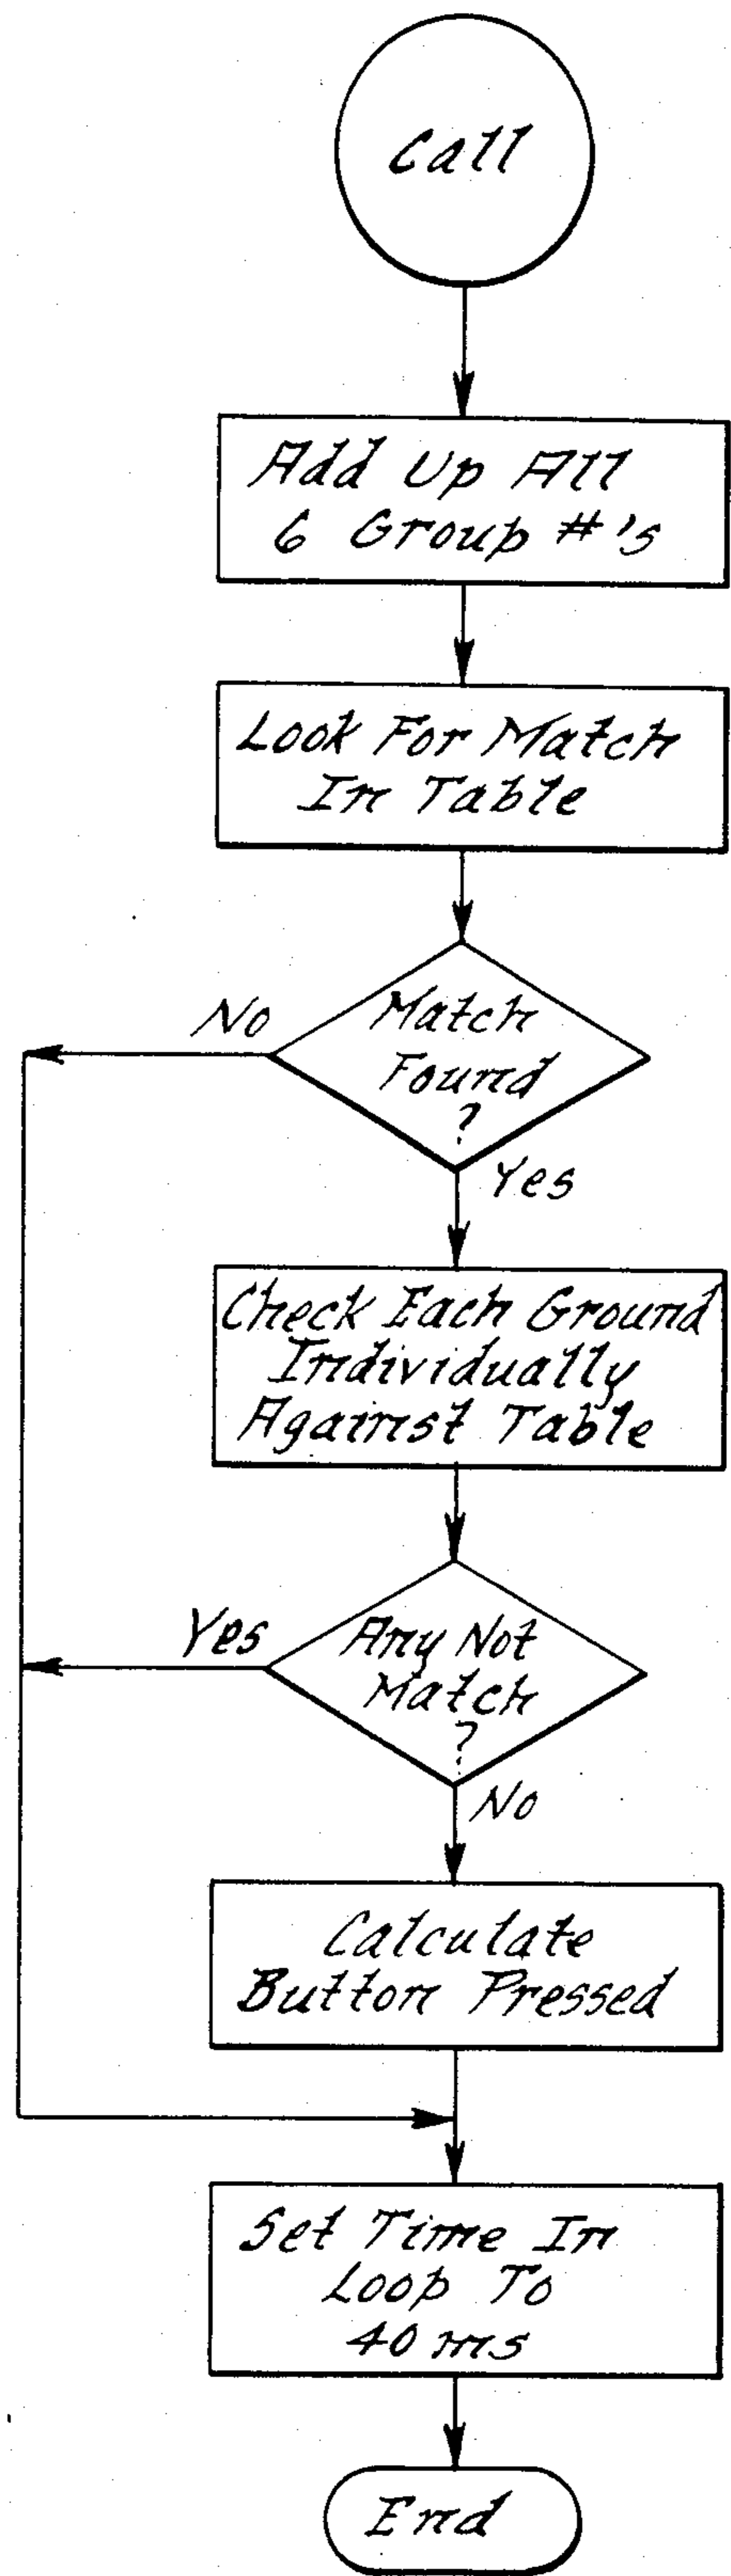 Call
Add Up All
6 Group #'s
Look For Match
In Table
Match
Found
?
No
Yes
Check Each Ground
Individually
Against Table
Any Not
Match
?
Yes
No
Calculate
Button Pressed
Set Time In
Loop To
40 ms
End